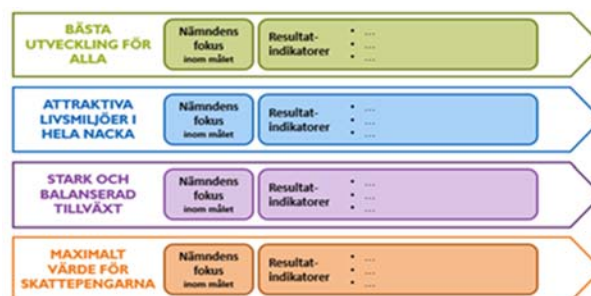 BÄSTA
UTVECKLING FÖR
ALLA
Nämndens
fokus
inom målet
Resultat-
indikatorer
• ...
• ...
• ...
ATTRAKTIVA
LIVSMILJÖER I
HELA NACKA
Nämndens
fokus
inom målet
Resultat-
indikatorer
• ...
• ...
• ...
STARK OCH
BALANSERAD
TILLVÄXT
Nämndens
fokus
inom målet
Resultat-
indikatorer
• ...
• ...
• ...
MAXIMALT
VÄRDE FÖR
SKATTEPENGARNA
Nämndens
fokus
inom målet
Resultat-
indikatorer
• ...
• ...
• ...